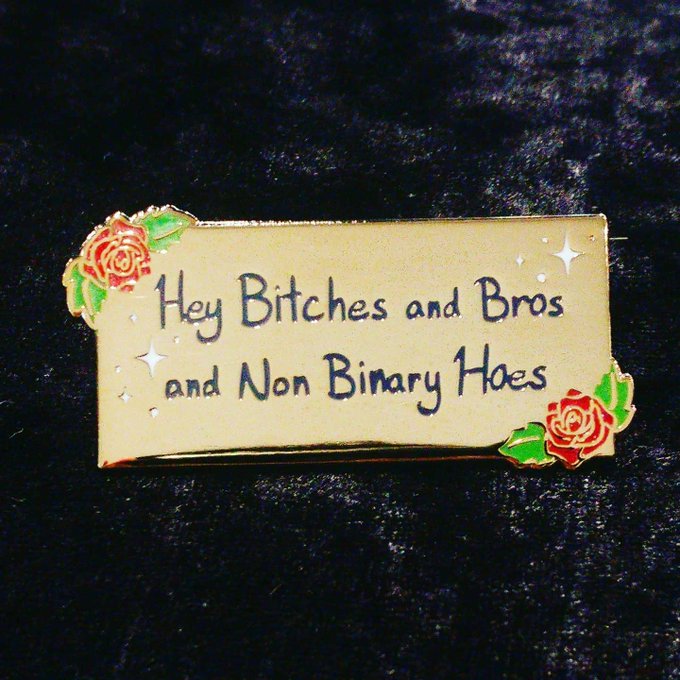 Hey Bitches and Bros
and Non Binary Hoes